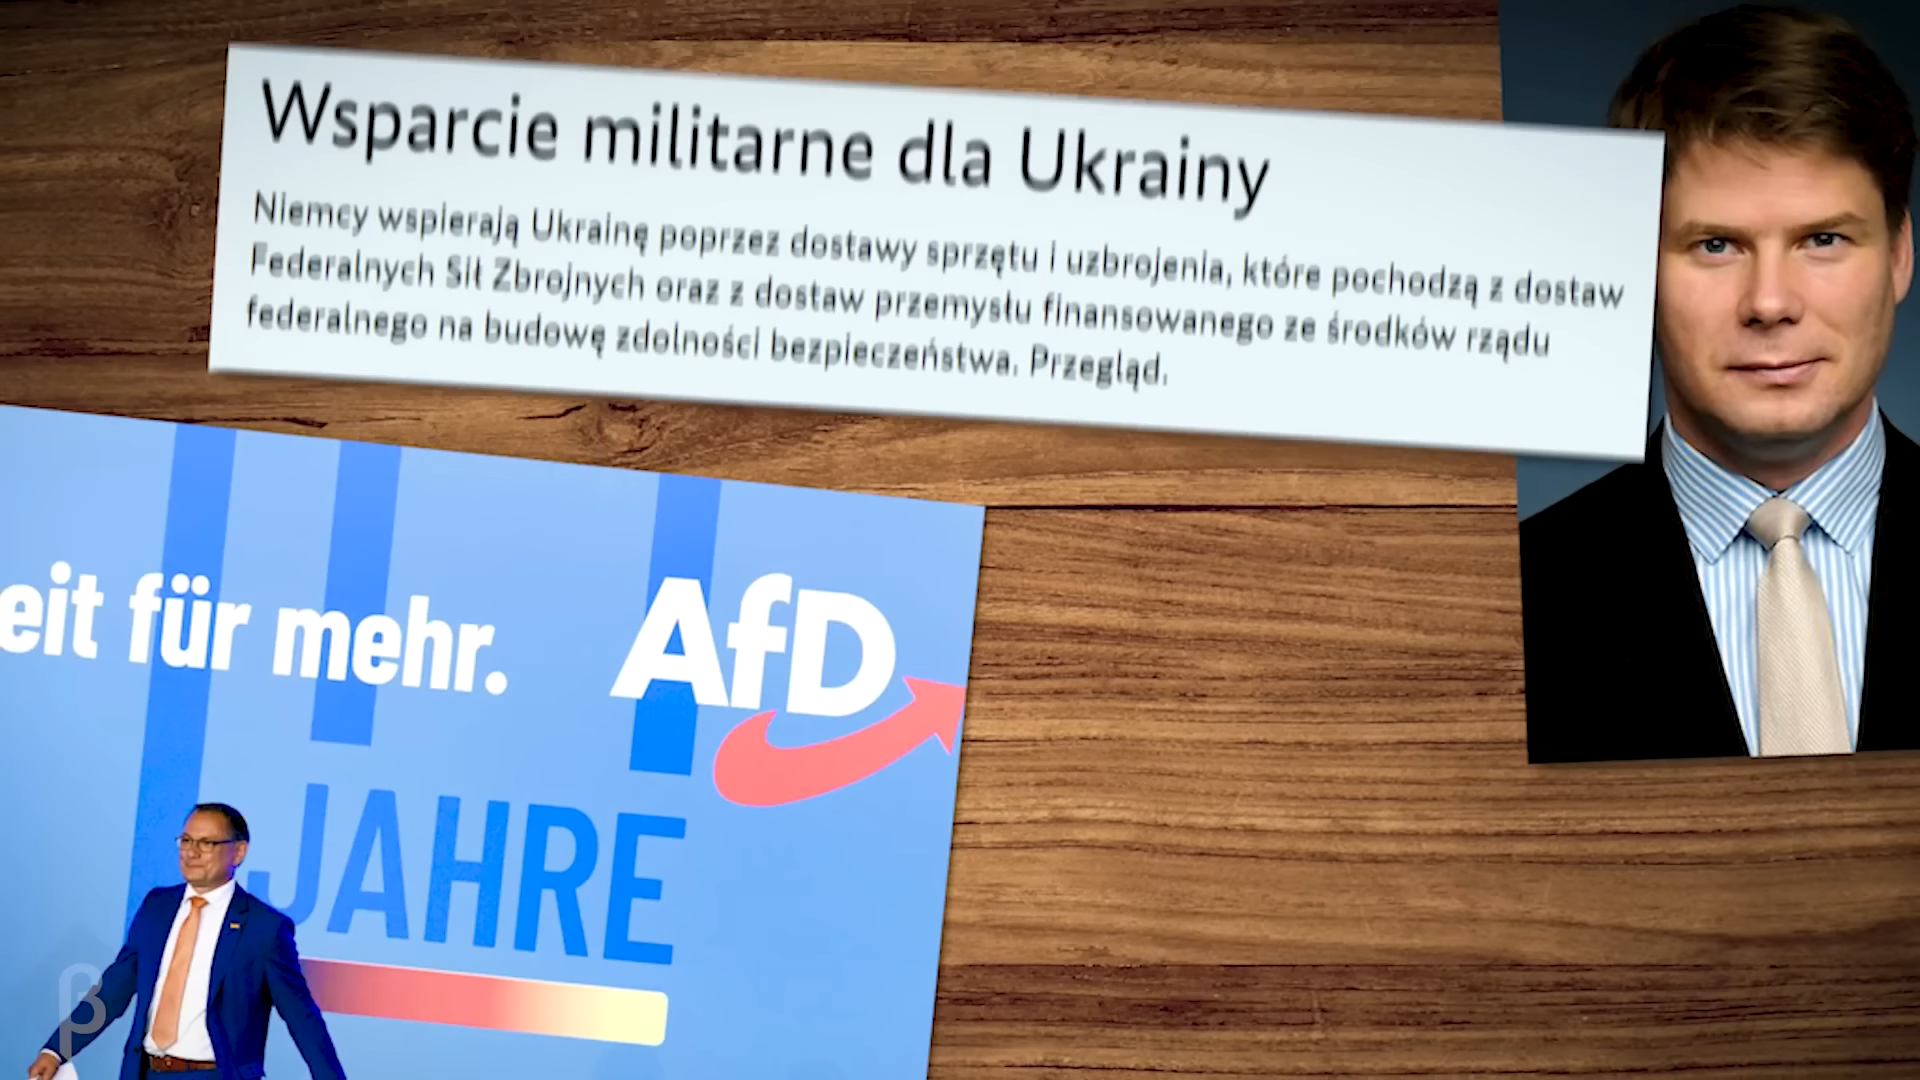 Wsparcie militarne dla Ukrainy
Niemcy wspierają Ukrainę poprzez dostawy sprzętu i uzbrojenia, które pochodzą z dostaw
Federalnych Sił Zbrojnych oraz z dostaw przemysłu finansowanego ze środków rządu
federalnego na budowę zdolności bezpieczeństwa. Przegląd.
eit für mehr.
AfD
JAHRE
β